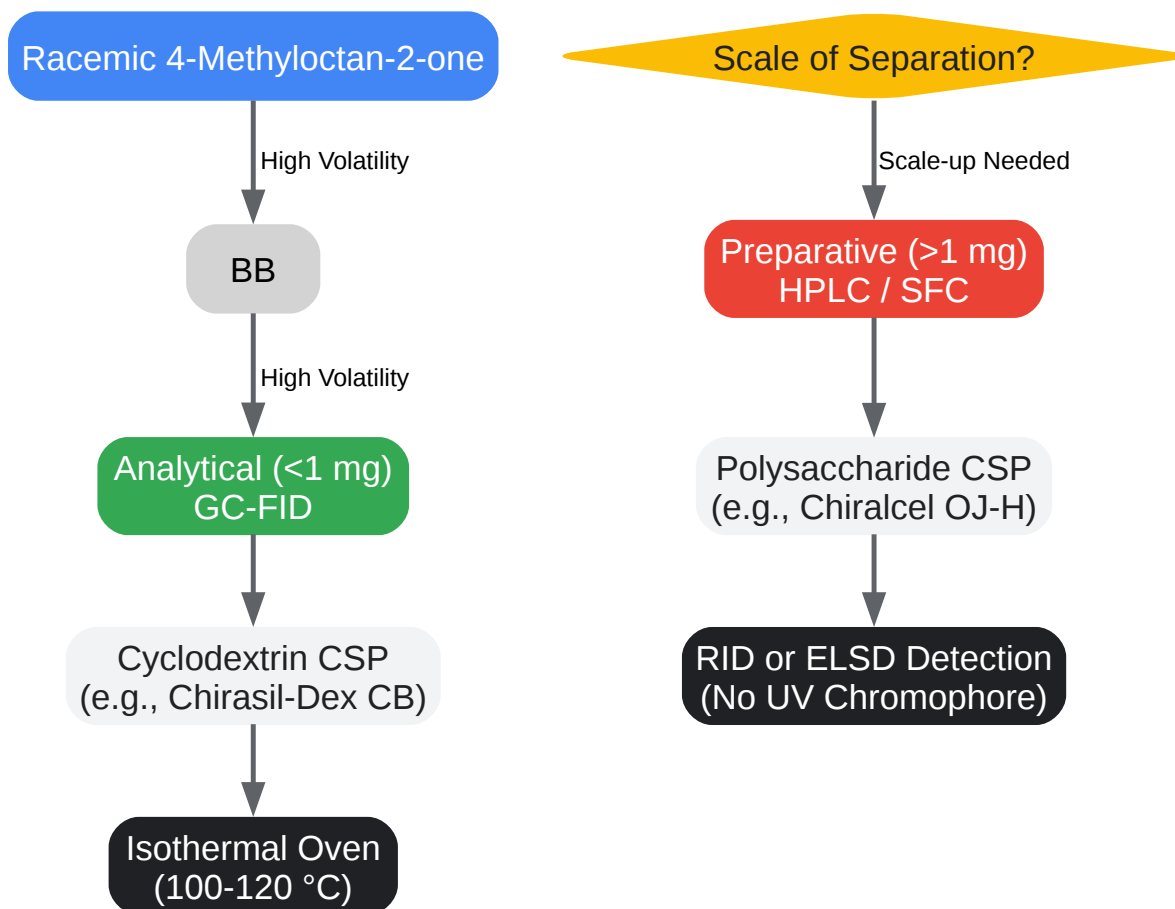 Racemic 4-Methyloctan-2-one
High Volatility
BB
High Volatility
Analytical (<1 mg)
GC-FID
Cyclodextrin CSP
(e.g., Chirasil-Dex CB)
Isothermal Oven
(100-120 °C)
Scale of Separation?
Scale-up Needed
Preparative (>1 mg)
HPLC / SFC
Polysaccharide CSP
(e.g., Chiralcel OJ-H)
RID or ELSD Detection
(No UV Chromophore)